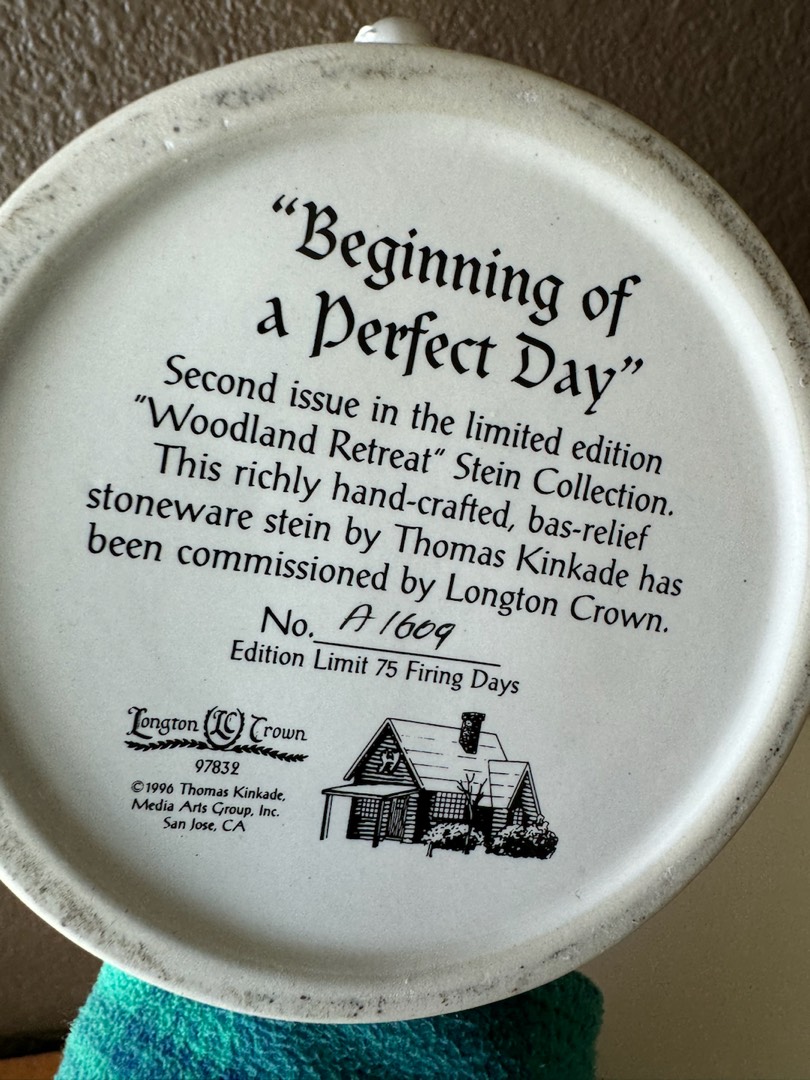 “Beginning of
a Perfect Day”
Second issue in the limited edition
"Woodland Retreat" Stein Collection.
This richly hand-crafted, bas-relief
stoneware stein by Thomas Kinkade has
been commissioned by Longton Crown.
No. A1609
Edition Limit 75 Firing Days
Longton LC Crown
97832
©1996 Thomas Kinkade,
Media Arts Group, Inc.
San Jose, CA